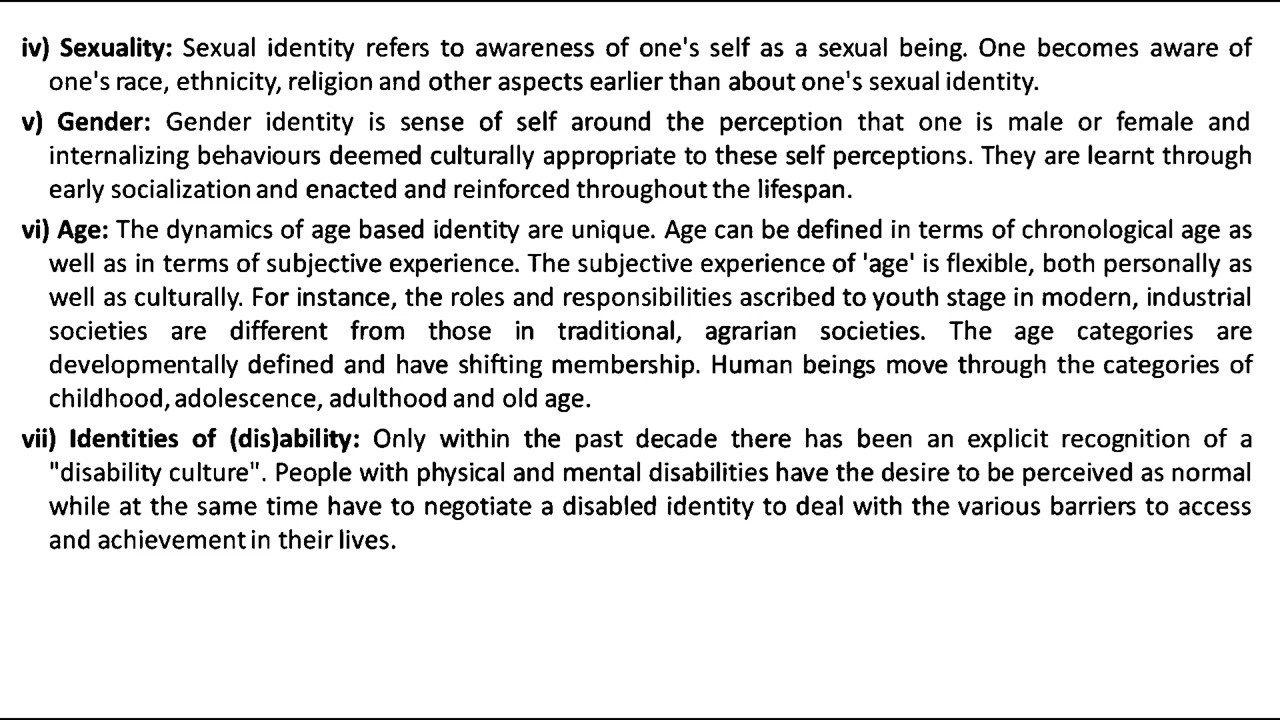 iv) Sexuality: Sexual identity refers to awareness of one's self as a sexual being. One becomes aware of
one's race, ethnicity, religion and other aspects earlier than about one's sexual identity.
v) Gender: Gender identity is sense of self around the perception that one is male or female and
internalizing behaviours deemed culturally appropriate to these self perceptions. They are learnt through
early socialization and enacted and reinforced throughout the lifespan.
vi) Age: The dynamics of age based identity are unique. Age can be defined in terms of chronological age as
well as in terms of subjective experience. The subjective experience of 'age' is flexible, both personally as
well as culturally. For instance, the roles and responsibilities ascribed to youth stage in modern, industrial
societies are different from those in traditional, agrarian societies. The age categories are
developmentally defined and have shifting membership. Human beings move through the categories of
childhood, adolescence, adulthood and old age.
vii) Identities of (dis)ability: Only within the past decade there has been an explicit recognition of a
"disability culture". People with physical and mental disabilities have the desire to be perceived as normal
while at the same time have to negotiate a disabled identity to deal with the various barriers to access
and achievement in their lives.